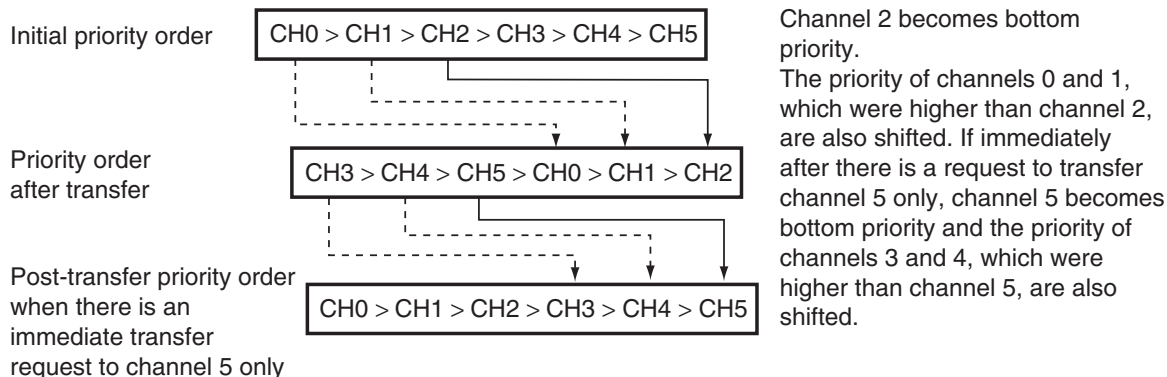 Initial priority order
CH0 > CH1 > CH2 > CH3 > CH4 > CH5
Priority order
after transfer
CH3 > CH4 > CH5 > CH0 > CH1 > CH2
Post-transfer priority order
when there is an
immediate transfer
request to channel 5 only
CH0 > CH1 > CH2 > CH3 > CH4 > CH5
Channel 2 becomes bottom
priority.
The priority of channels 0 and 1,
which were higher than channel 2,
are also shifted. If immediately
after there is a request to transfer
channel 5 only, channel 5 becomes
bottom priority and the priority of
channels 3 and 4, which were
higher than channel 5, are also
shifted.